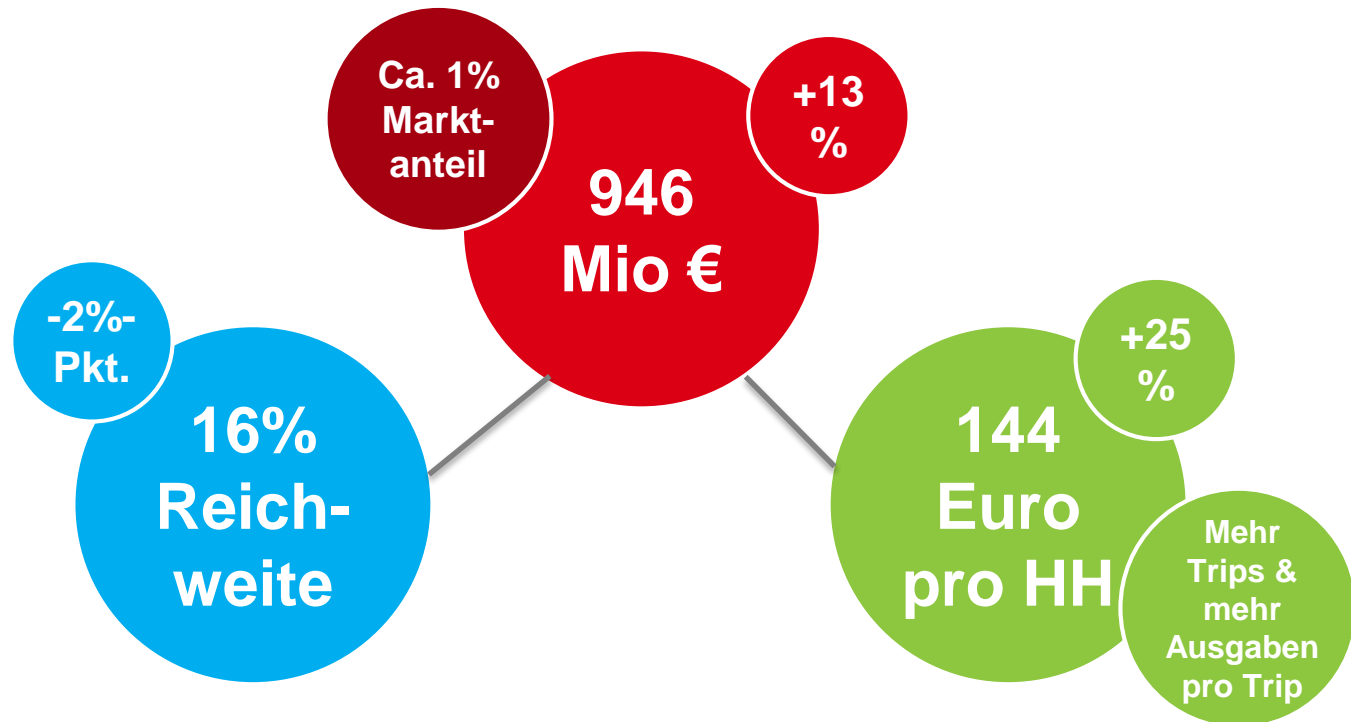 Ca. 1%
Markt-
anteil
+13
%
946
Mio €
-2%-
Pkt.
16%
Reich-
weite
+25
%
144
Euro
pro HH
Mehr
Trips &
mehr
Ausgaben
pro Trip